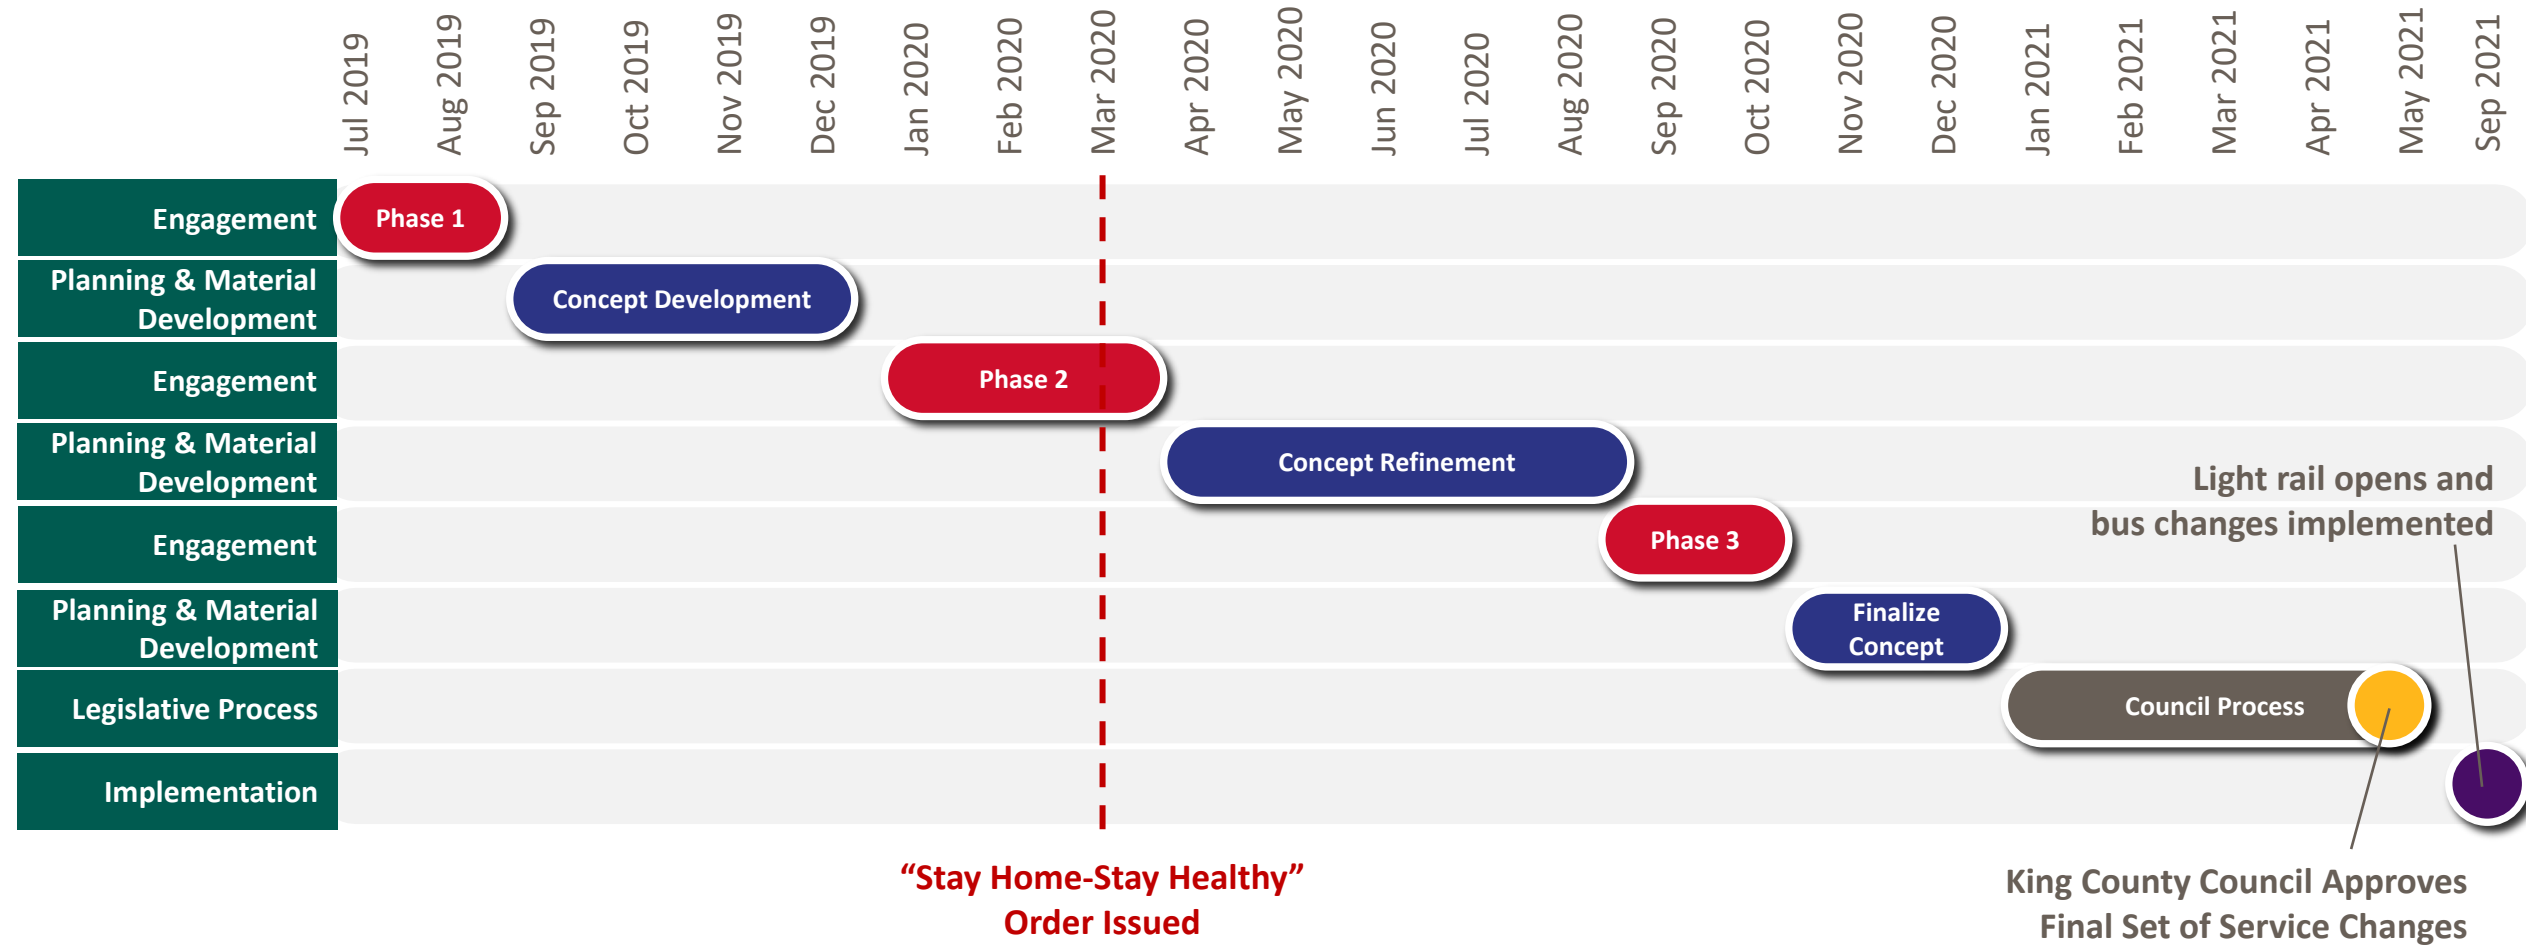 Jul 2019
Aug 2019
Sep 2019
Oct 2019
Nov 2019
Dec 2019
Jan 2020
Feb 2020
Mar 2020
Apr 2020
May 2020
Jun 2020
Jul 2020
Aug 2020
Sep 2020
Oct 2020
Nov 2020
Dec 2020
Jan 2021
Feb 2021
Mar 2021
Apr 2021
May 2021
Sep 2021
Engagement
Phase 1
Planning & Material
Development
Concept Development
Engagement
Phase 2
Planning & Material
Development
Concept Refinement
Light rail opens and
bus changes implemented
Engagement
Phase 3
Planning & Material
Development
Finalize
Concept
Legislative Process
Council Process
Implementation
“Stay Home-Stay Healthy”
Order Issued
King County Council Approves
Final Set of Service Changes